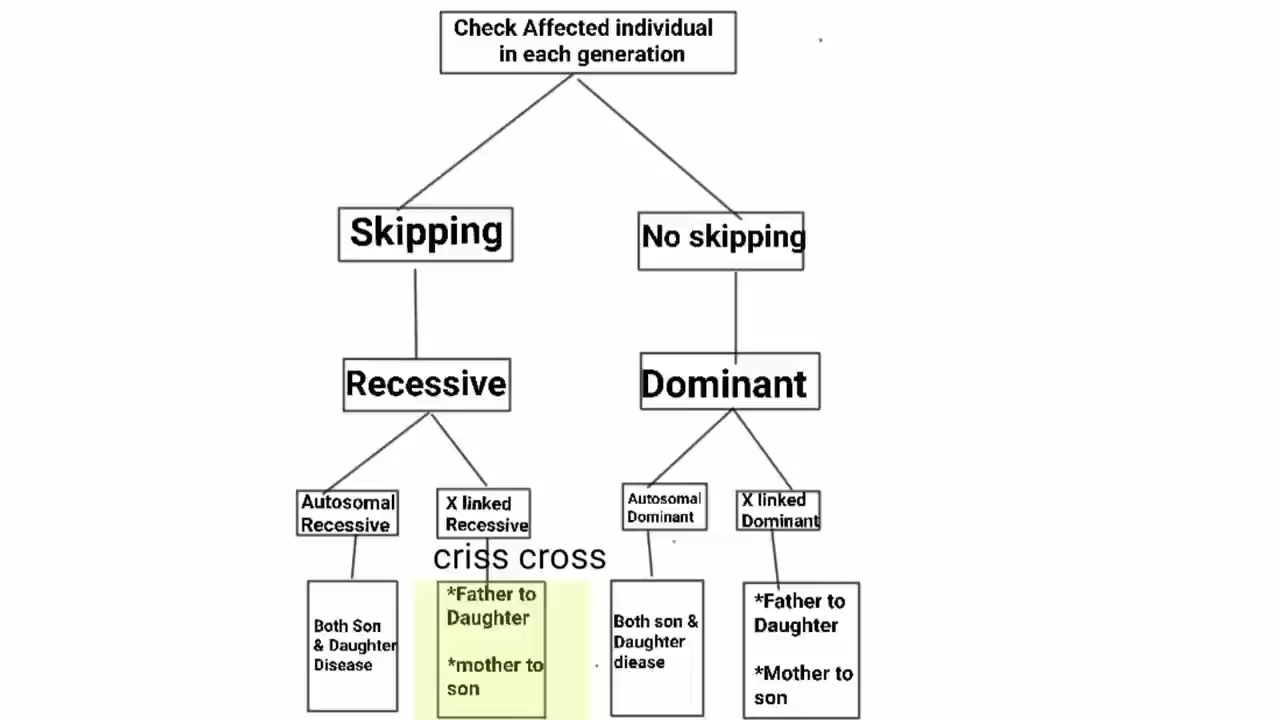 Check Affected individual
in each generation
Skipping
No skipping
Recessive
Dominant
Autosomal
Recessive
X linked
Recessive
Autosomal
Dominant
X linked
Dominant
criss cross
Both Son
& Daughter
Disease
*Father to
Daughter
*mother to
son
Both son &
Daughter
diease
*Father to
Daughter
*Mother to
son